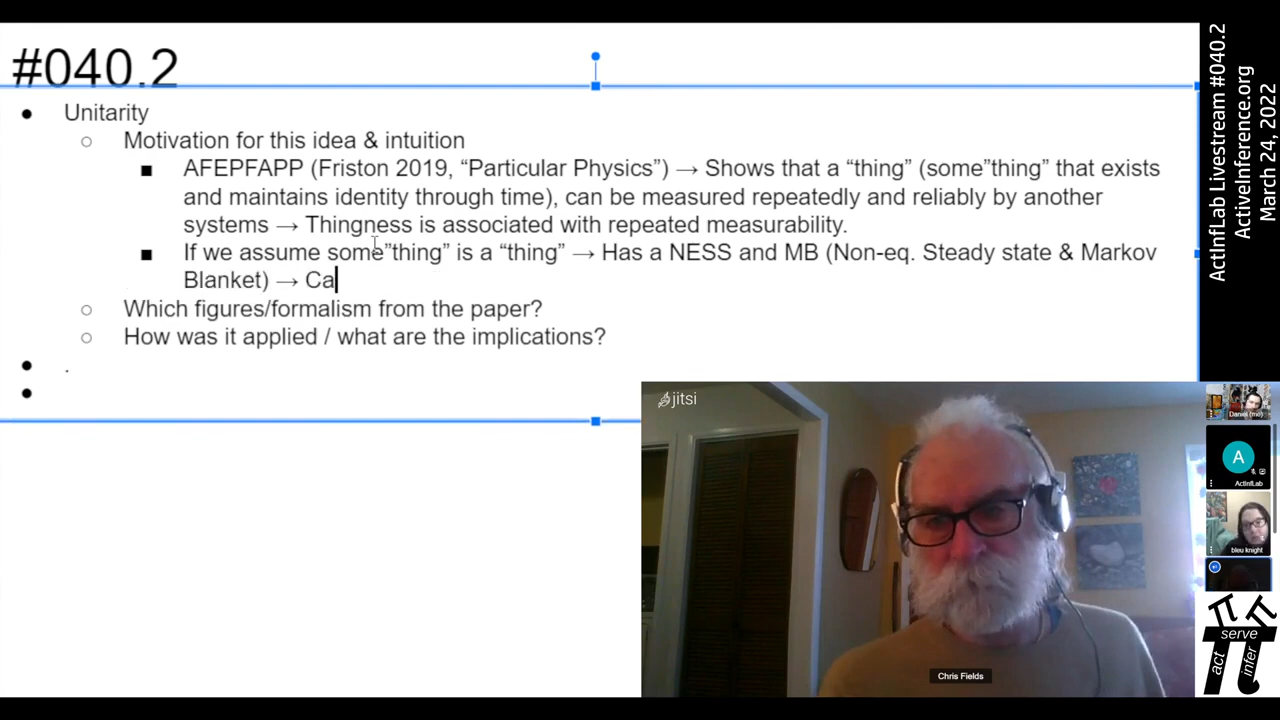 #040.2
● Unitarity
○ Motivation for this idea & intuition
■ AFEPFAPP (Friston 2019, “Particular Physics”) → Shows that a “thing” (some”thing” that exists
and maintains identity through time), can be measured repeatedly and reliably by another
systems → Thingness is associated with repeated measurability.
■ If we assume some”thing” is a “thing” → Has a NESS and MB (Non-eq. Steady state & Markov
Blanket) → Ca
○ Which figures/formalism from the paper?
○ How was it applied / what are the implications?
● .
●
ActInfLab Livestream #040.2
ActiveInference.org
March 24, 2022
jitsi
Chris Fields
Daniel (me)
A
ActInfLab
bleu knight
act
serve
infer